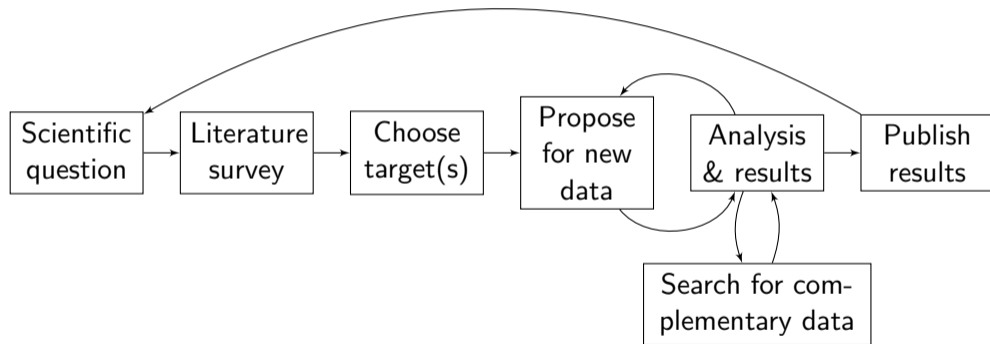 Scientific
question
Literature
survey
Choose
target(s)
Propose
for new
data
Analysis
& results
Publish
results
Search for com-
plementary data